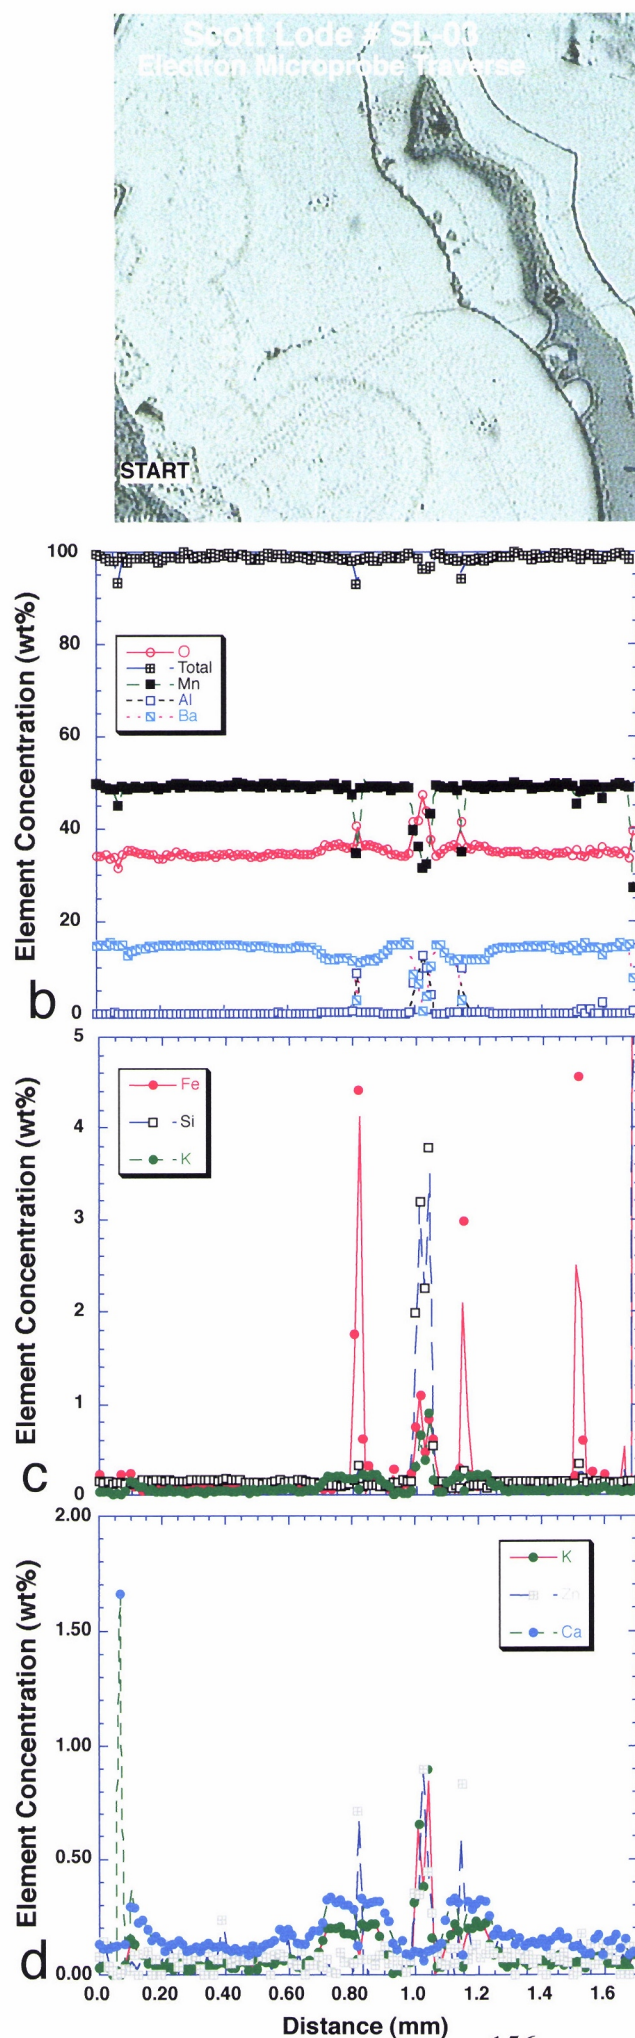 Scott Lode # SL-03
Electron Microprobe Traverse
START
100
80
60
40
20
0
Element Concentration (wt%)
O
Total
Mn
Al
Ba
b
5
4
3
2
1
0
Element Concentration (wt%)
Fe
Si
K
c
2.00
1.50
1.00
0.50
0.00
Element Concentration (wt%)
K
Zn
Ca
d
0.0 0.20 0.40 0.60 0.80 1.0 1.2 1.4 1.6
Distance (mm)